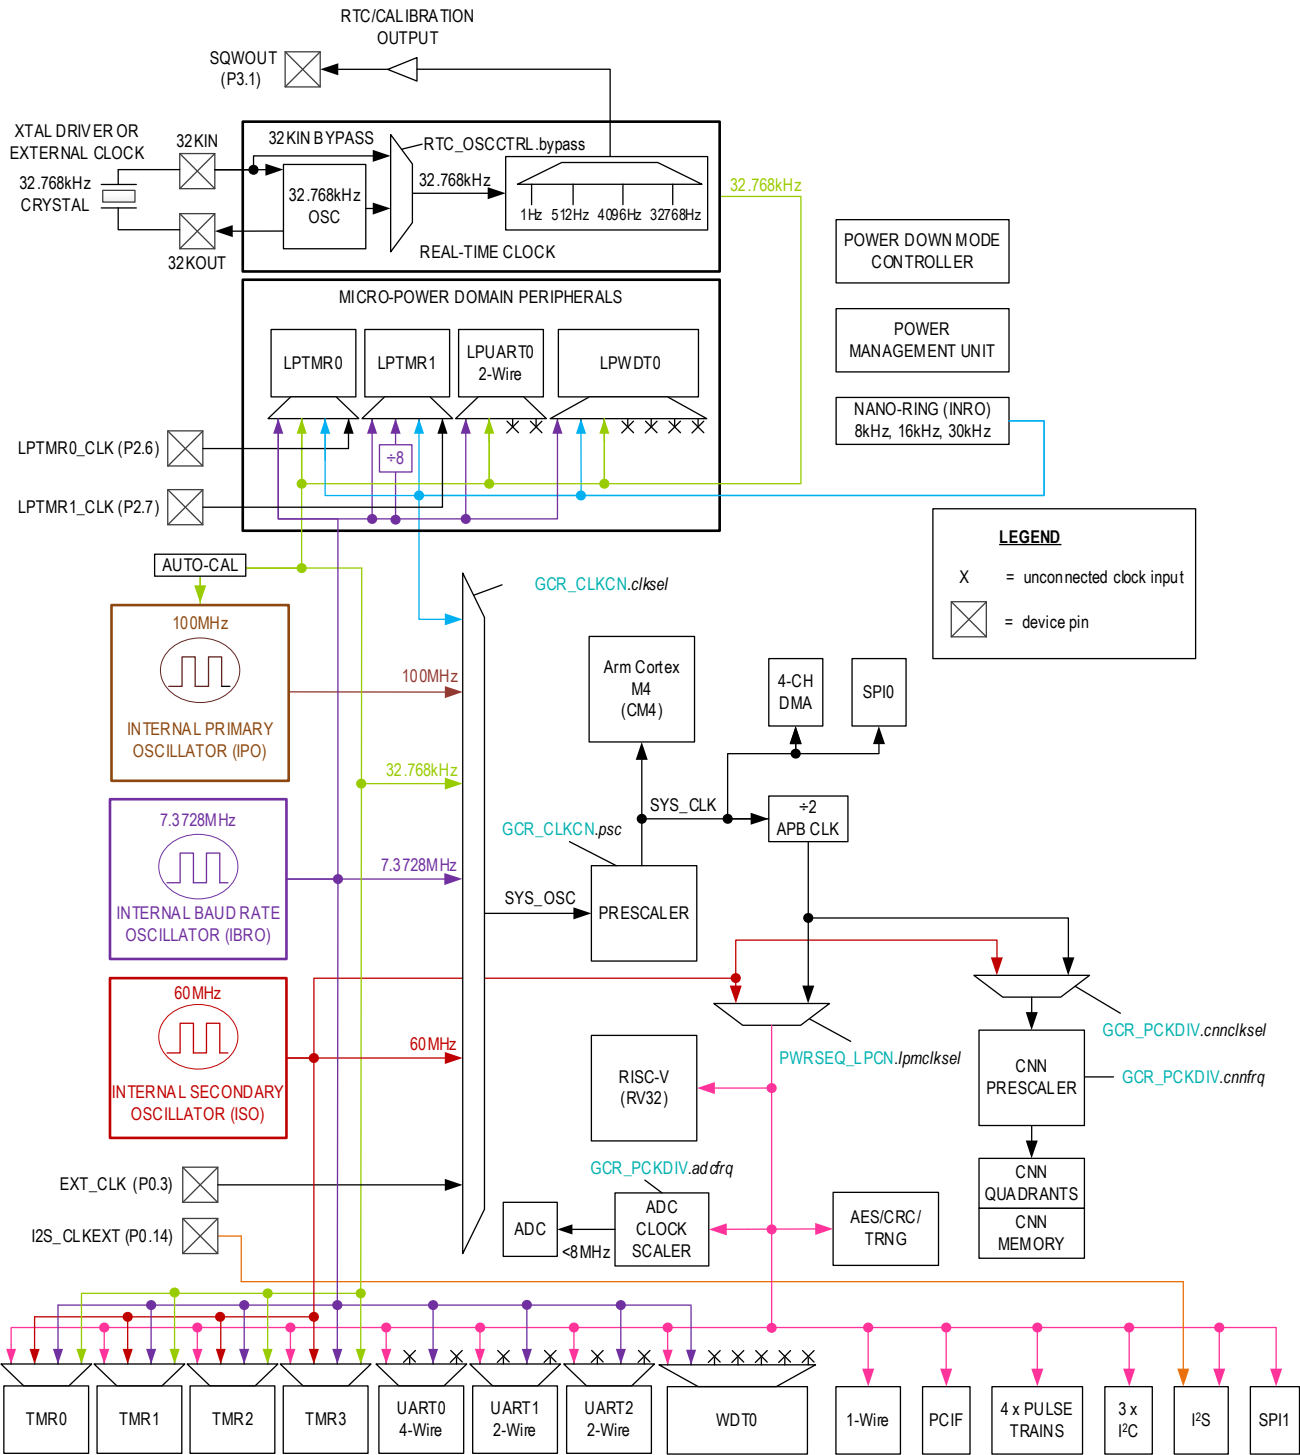 RTC/CALIBRATION
OUTPUT
SQWOUT
(P3.1)
XTAL DRIVER OR
EXTERNAL CLOCK
32KIN
32KIN BYPASS
RTC_OSCCTRL.bypass
32.768kHz
CRYSTAL
32.768kHz
OSC
32.768kHz
1Hz 512Hz 4096Hz 32768Hz
32.768kHz
32KOUT
REAL-TIME CLOCK
POWER DOWN MODE
CONTROLLER
MICRO-POWER DOMAIN PERIPHERALS
LPTMR0
LPTMR1
LPUART0
2-Wire
LPWDT0
POWER
MANAGEMENT UNIT
NANO-RING (INRO)
8kHz, 16kHz, 30kHz
LPTMR0_CLK (P2.6)
÷8
LPTMR1_CLK (P2.7)
LEGEND
X = unconnected clock input
= device pin
AUTO-CAL
GCR_CLKCN.clksel
100MHz
INTERNAL PRIMARY
OSCILLATOR (IPO)
100MHz
Arm Cortex
M4
(CM4)
4-CH
DMA
SPI0
32.768kHz
SYS_CLK
÷2
APB CLK
7.3728MHz
INTERNAL BAUD RATE
OSCILLATOR (IBRO)
7.3728MHz
GCR_CLKCN.psc
SYS_OSC
PRESCALER
60MHz
INTERNAL SECONDARY
OSCILLATOR (ISO)
60MHz
PWRSEQ_LPCN.lpmclksel
GCR_PCKDIV.cnnclksel
RISC-V
(RV32)
CNN
PRESCALER
GCR_PCKDIV.cnnfrq
EXT_CLK (P0.3)
GCR_PCKDIV.adcfrq
ADC
<8MHz
ADC
CLOCK
SCALER
AES/CRC/
TRNG
CNN
QUADRANTS
CNN
MEMORY
I2S_CLKEXT (P0.14)
TMR0
TMR1
TMR2
TMR3
UART0
4-Wire
UART1
2-Wire
UART2
2-Wire
WDT0
1-Wire
PCIF
4 x PULSE
TRAINS
3 x
I²C
I²S
SPI1